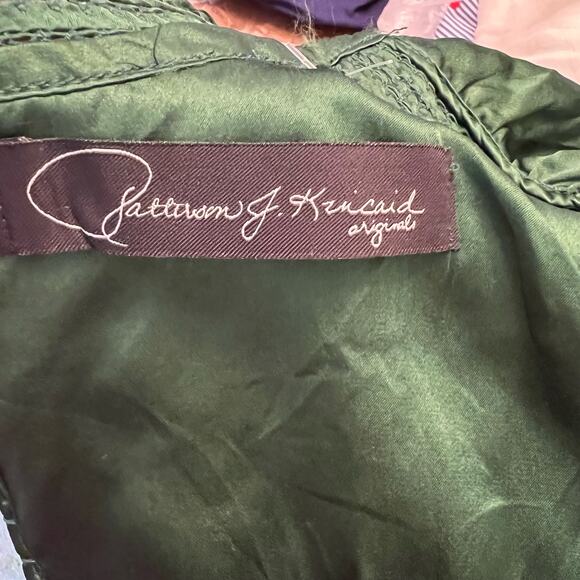 Patterson J. Kincaid
originals